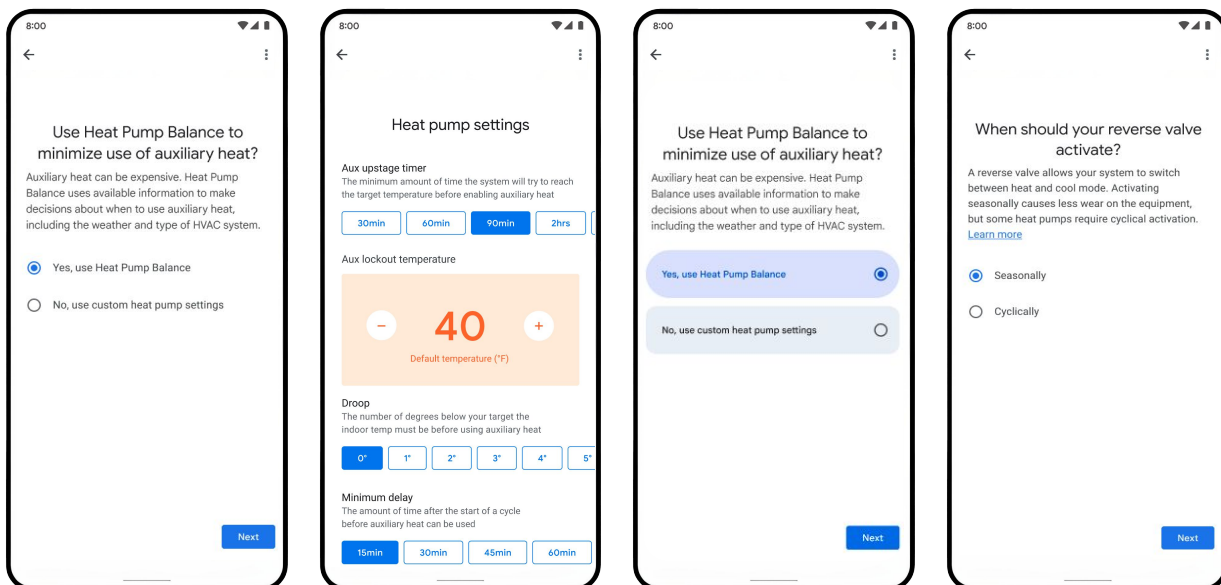 8:00
Use Heat Pump Balance to
minimize use of auxiliary heat?
Auxiliary heat can be expensive. Heat Pump
Balance uses available information to make
decisions about when to use auxiliary heat,
including the weather and type of HVAC system.
Yes, use Heat Pump Balance
No, use custom heat pump settings
Next
8:00
Heat pump settings
Aux upstage timer
The minimum amount of time the system will try to reach
the target temperature before enabling auxiliary heat
30min 60min 90min 2hrs
Aux lockout temperature
− 40 +
Default temperature (°F)
Droop
The number of degrees below your target the
indoor temp must be before using auxiliary heat
0° 1° 2° 3° 4° 5°
Minimum delay
The amount of time after the start of a cycle
before auxiliary heat can be used
15min 30min 45min 60min
8:00
Use Heat Pump Balance to
minimize use of auxiliary heat?
Auxiliary heat can be expensive. Heat Pump
Balance uses available information to make
decisions about when to use auxiliary heat,
including the weather and type of HVAC system.
Yes, use Heat Pump Balance
No, use custom heat pump settings
Next
8:00
When should your reverse valve
activate?
A reverse valve allows your system to switch
between heat and cool mode. Activating
seasonally causes less wear on the equipment,
but some heat pumps require cyclical activation.
Learn more
Seasonally
Cyclically
Next